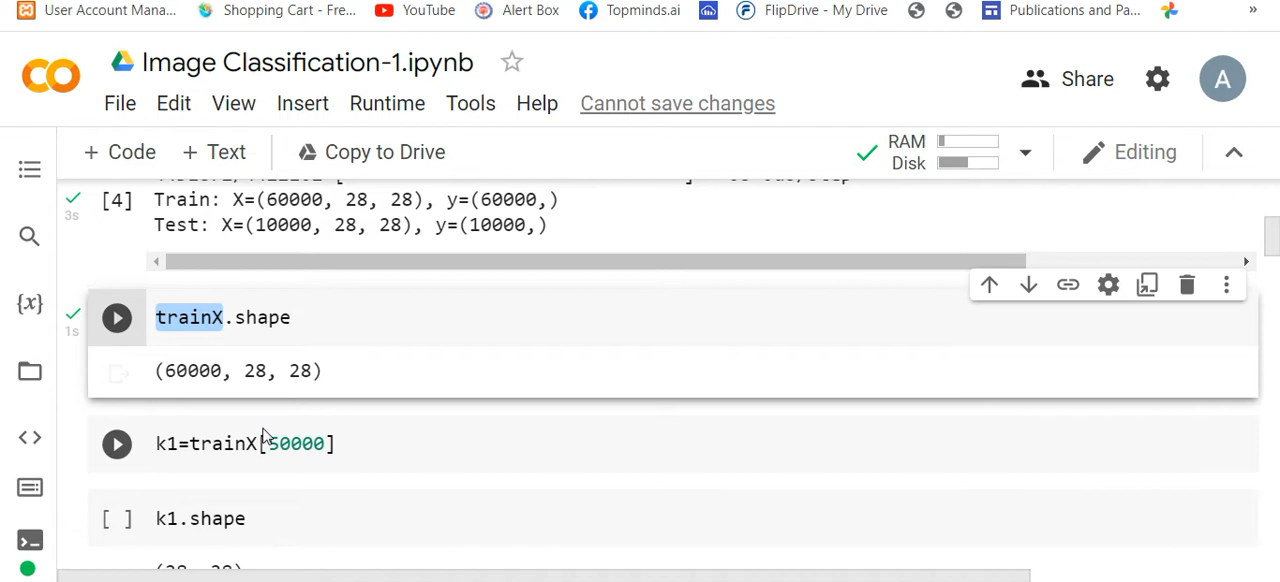 User Account Mana... Shopping Cart - Fre... YouTube Alert Box Topminds.ai FlipDrive - My Drive Publications and Pa... »
Image Classification-1.ipynb
Share A
File Edit View Insert Runtime Tools Help Cannot save changes
+ Code + Text Copy to Drive RAM Disk Editing
[4] Train: X=(60000, 28, 28), y=(60000,)
3s
Test: X=(10000, 28, 28), y=(10000,)
trainX.shape
1s
(60000, 28, 28)
k1=trainX[50000]
[ ] k1.shape
(28, 28)